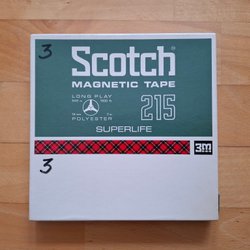 3
Scotch®
MAGNETIC TAPE
LONG PLAY
215
POLYESTER
SUPERLIFE
3M
3